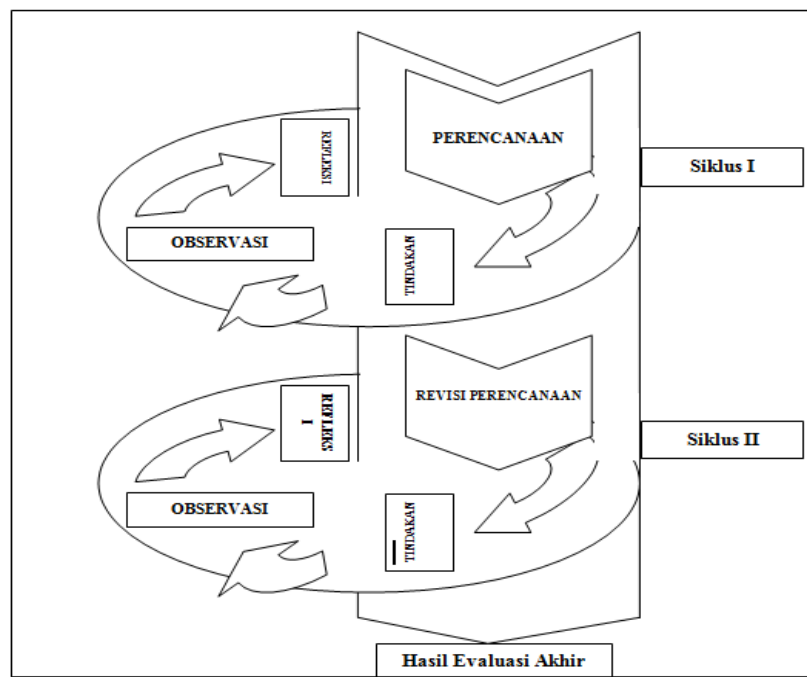 PERENCANAAN
Siklus I
REFLEKSI
OBSERVASI
TINDAKAN
REVISI PERENCANAAN
Siklus II
REFLEKS
I
OBSERVASI
TINDAKAN
Hasil Evaluasi Akhir